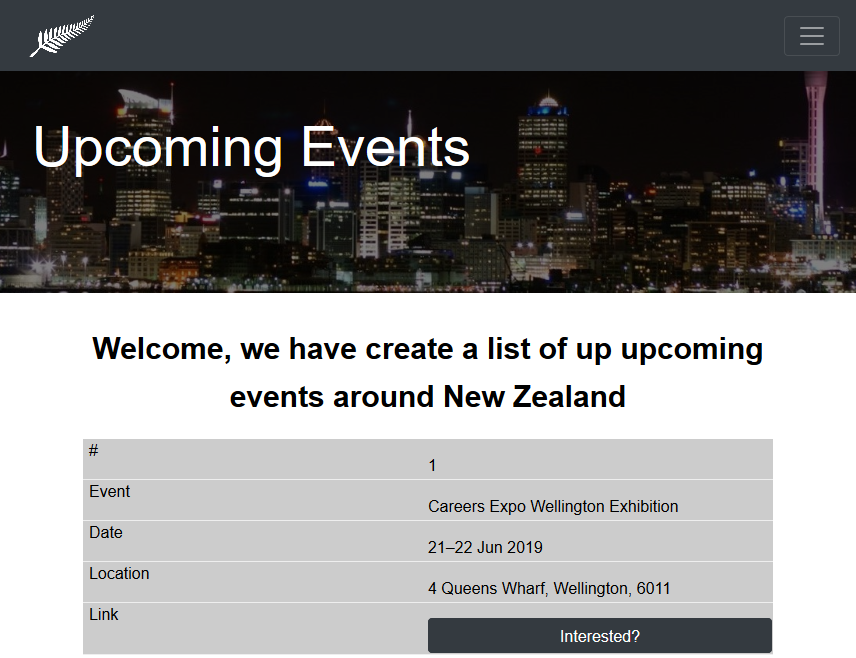 Upcoming Events
Welcome, we have create a list of up upcoming
events around New Zealand
#
1
Event
Careers Expo Wellington Exhibition
Date
21–22 Jun 2019
Location
4 Queens Wharf, Wellington, 6011
Link
Interested?